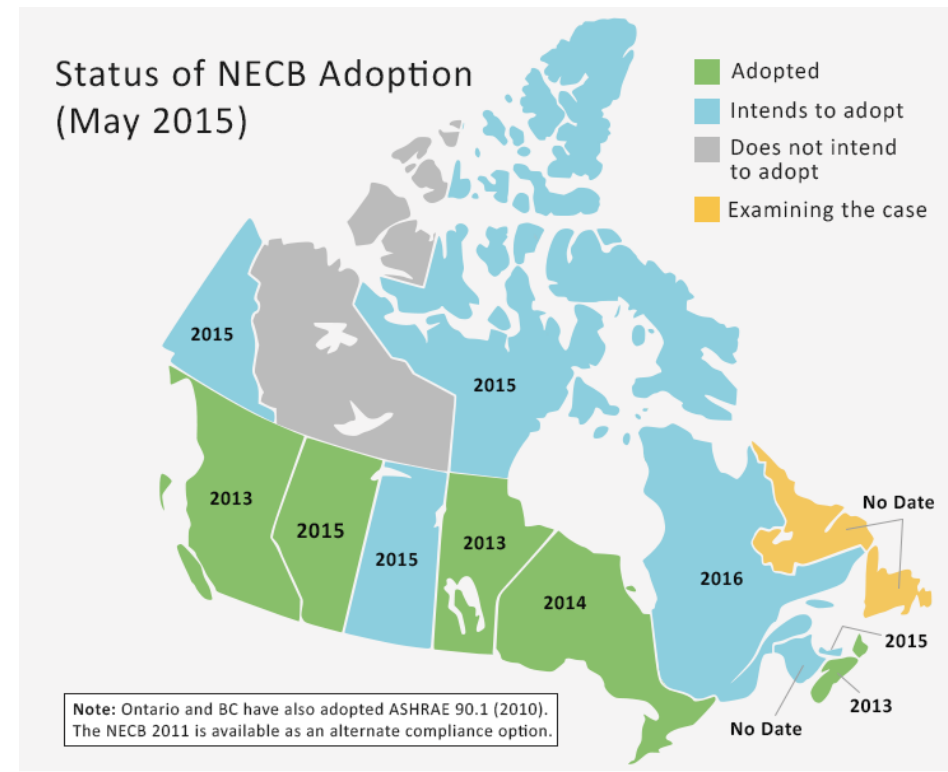 Status of NECB Adoption
(May 2015)
Adopted
Intends to adopt
Does not intend
to adopt
Examining the case
2015
2015
2013
2015
2015
2013
2014
2016
No Date
2015
2013
No Date
Note: Ontario and BC have also adopted ASHRAE 90.1 (2010).
The NECB 2011 is available as an alternate compliance option.